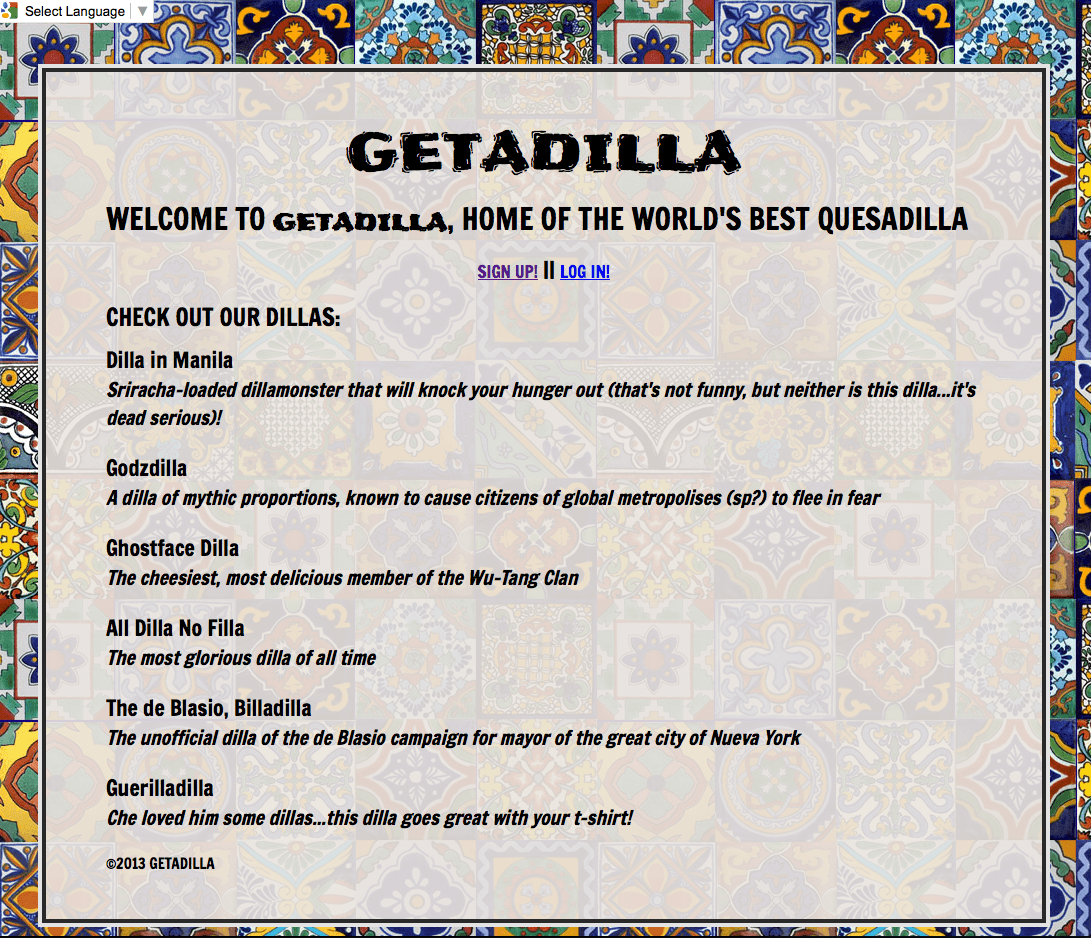 Select Language
GETADILLA
WELCOME TO GETADILLA, HOME OF THE WORLD'S BEST QUESADILLA
SIGN UP! || LOG IN!
CHECK OUT OUR DILLAS:
Dilla in Manila
Sriracha-loaded dillamonster that will knock your hunger out (that's not funny, but neither is this dilla...it's
dead serious)!
Godzdilla
A dilla of mythic proportions, known to cause citizens of global metropolises (sp?) to flee in fear
Ghostface Dilla
The cheesiest, most delicious member of the Wu-Tang Clan
All Dilla No Filla
The most glorious dilla of all time
The de Blasio, Billadilla
The unofficial dilla of the de Blasio campaign for mayor of the great city of Nueva York
Guerilladilla
Che loved him some dillas...this dilla goes great with your t-shirt!
©2013 GETADILLA